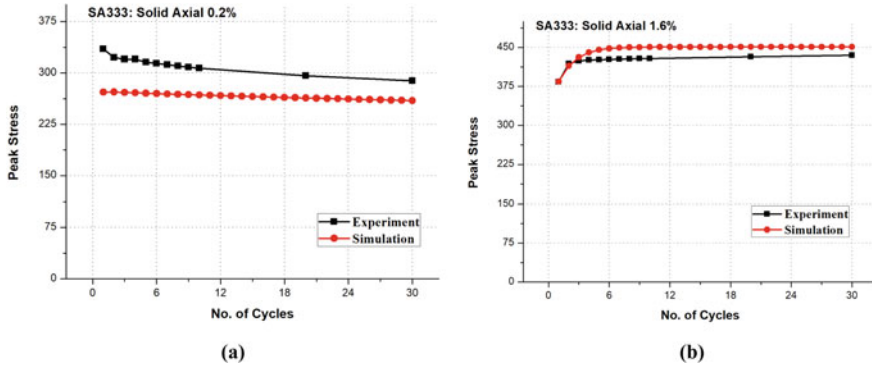 SA333: Solid Axial 0.2%
375
300
225
150
75
0
Peak Stress
Experiment
Simulation
0 6 12 18 24 30
No. of Cycles
(a)
SA333: Solid Axial 1.6%
450
375
300
225
150
75
0
Peak Stress
Experiment
Simulation
0 6 12 18 24 30
No. of Cycles
(b)